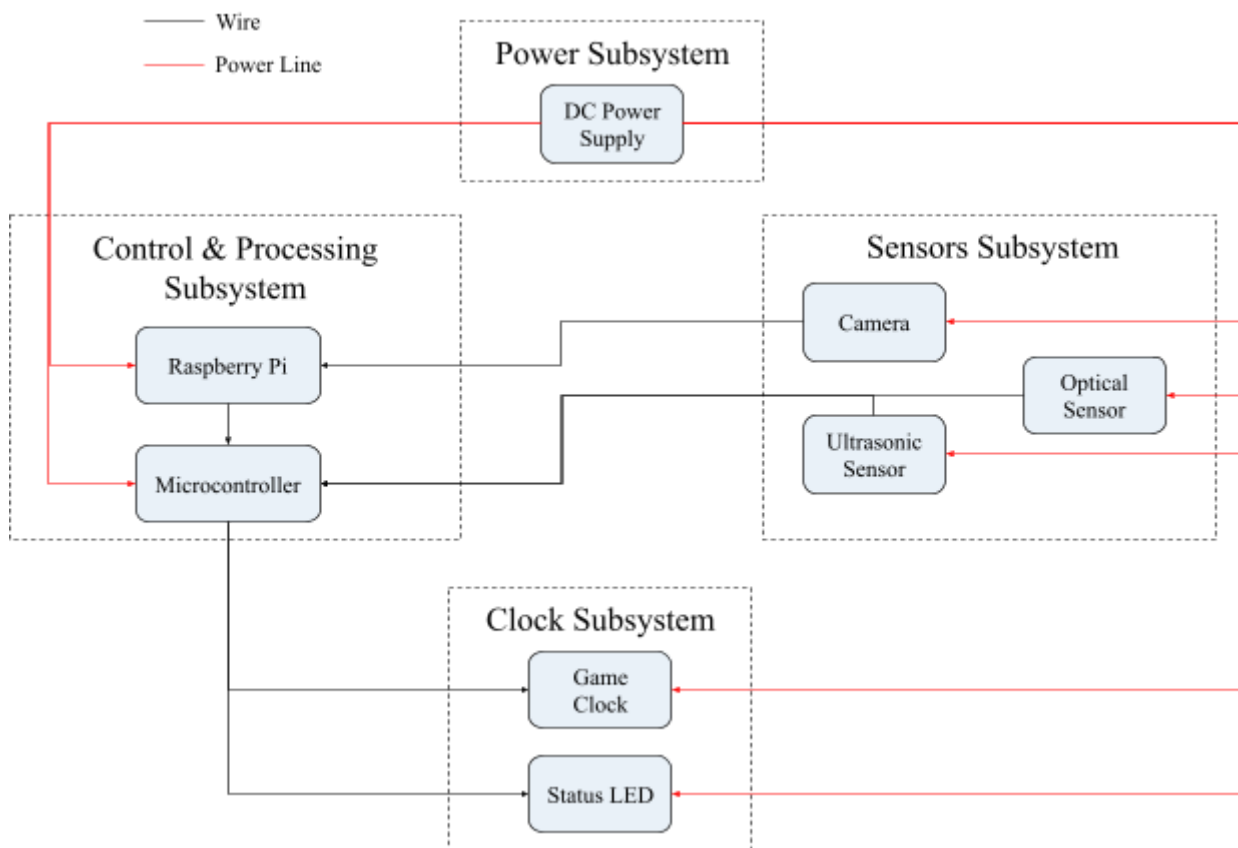 Wire
Power Line
Power Subsystem
DC Power
Supply
Control & Processing
Subsystem
Raspberry Pi
Microcontroller
Sensors Subsystem
Camera
Optical
Sensor
Ultrasonic
Sensor
Clock Subsystem
Game
Clock
Status LED